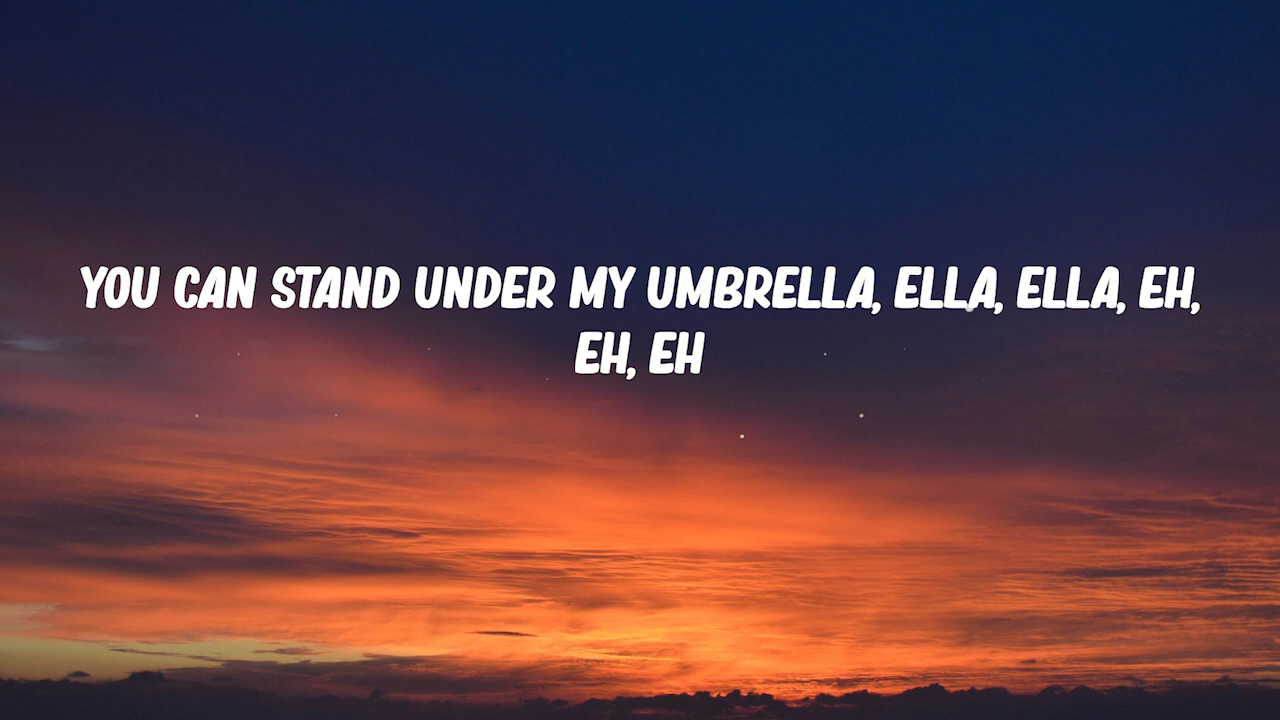 YOU CAN STAND UNDER MY UMBRELLA, ELLA, ELLA, EH,
EH, EH